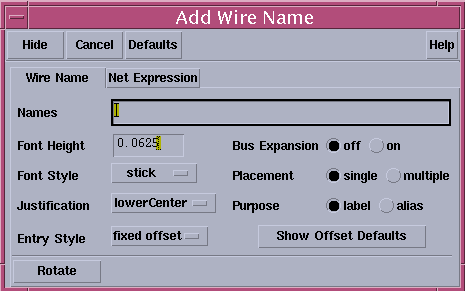 Add Wire Name
Hide Cancel Defaults Help
Wire Name Net Expression
Names
Font Height 0.0625 Bus Expansion off on
Font Style stick Placement single multiple
Justification lowerCenter Purpose label alias
Entry Style fixed offset Show Offset Defaults
Rotate